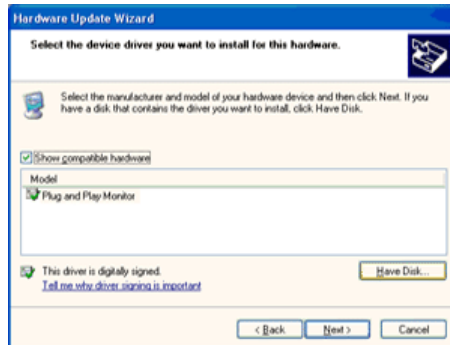 Hardware Update Wizard
Select the device driver you want to install for this hardware.
Select the manufacturer and model of your hardware device and then click Next. If you
have a disk that contains the driver you want to install, click Have Disk.
Show compatible hardware
Model
Plug and Play Monitor
This driver is digitally signed.
Have Disk...
Tell me why driver signing is important
< Back
Next >
Cancel